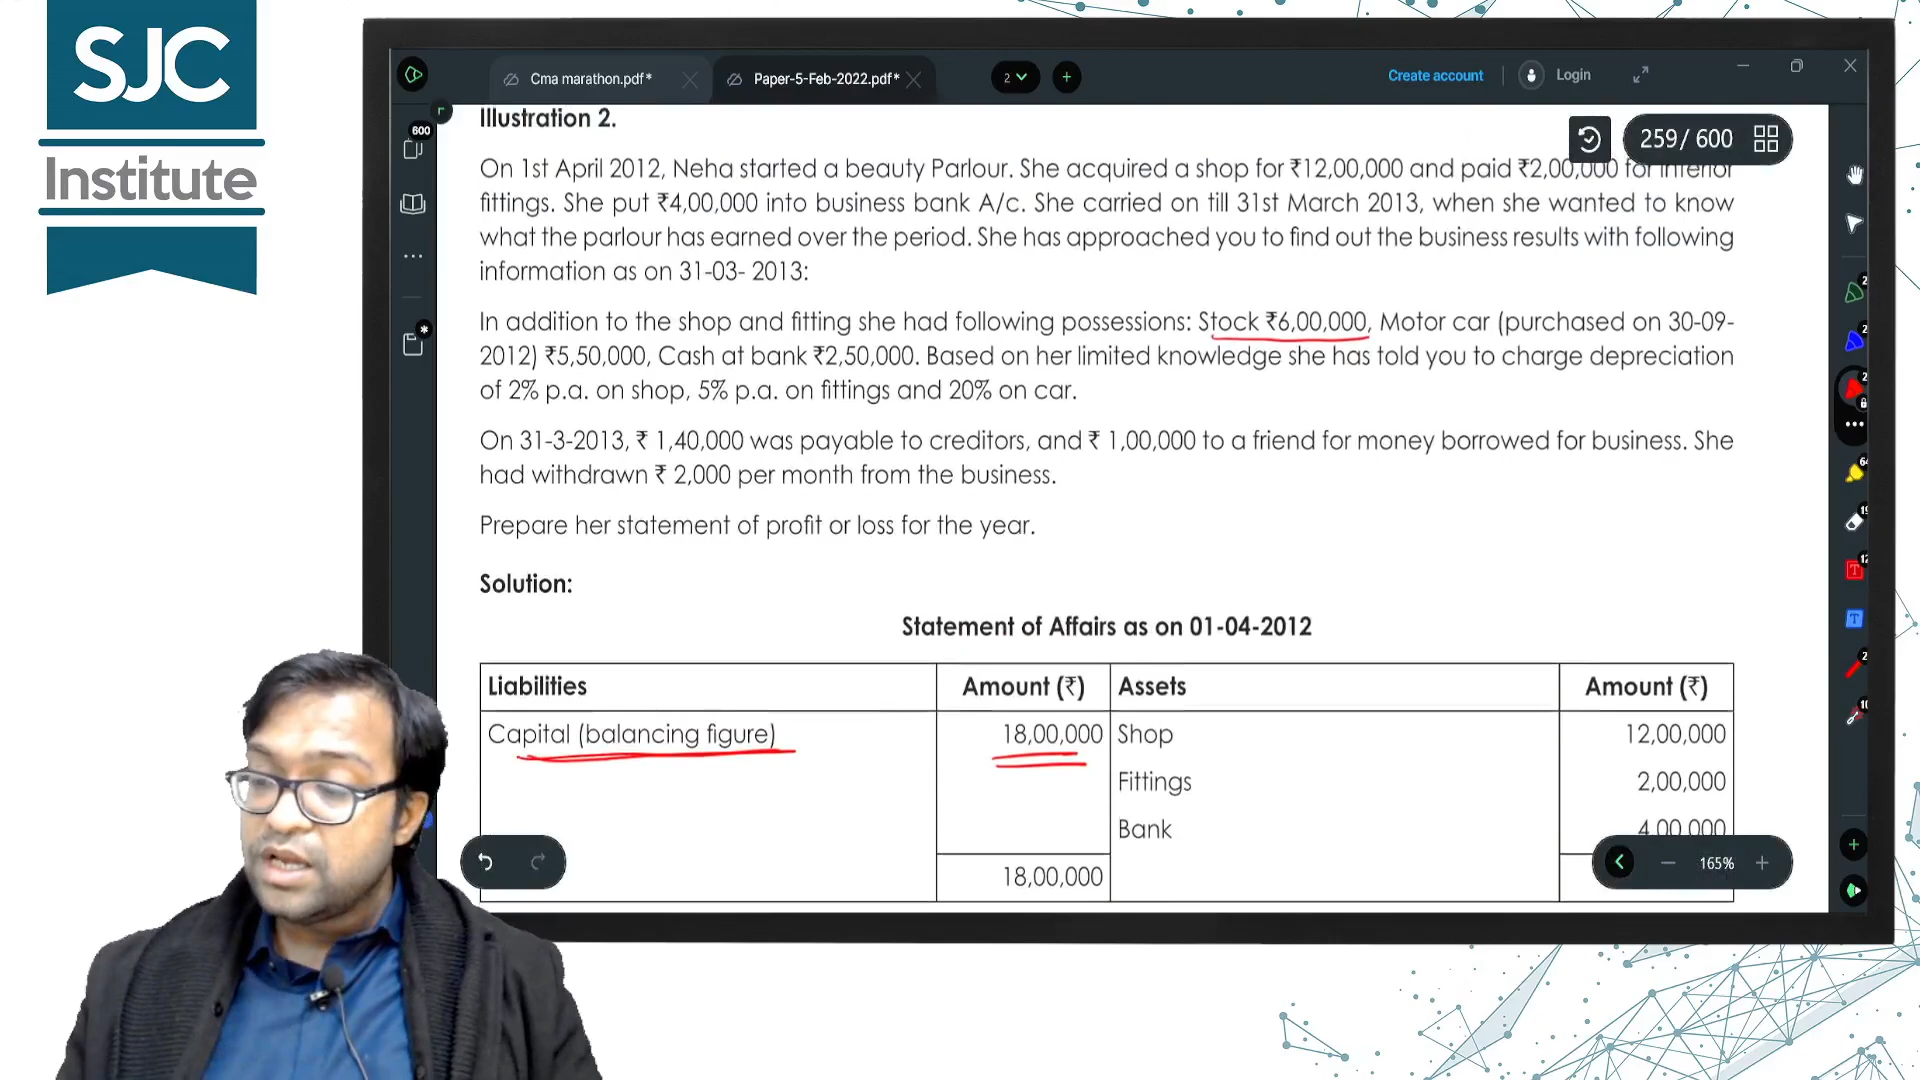 SJC
Institute
Cma marathon.pdf*
Paper-5-Feb-2022.pdf*
2
Create account
Login
600
259/ 600
Illustration 2.
On 1st April 2012, Neha started a beauty Parlour. She acquired a shop for ₹12,00,000 and paid ₹2,00,000 for interior
fittings. She put ₹4,00,000 into business bank A/c. She carried on till 31st March 2013, when she wanted to know
what the parlour has earned over the period. She has approached you to find out the business results with following
information as on 31-03- 2013:
In addition to the shop and fitting she had following possessions: Stock ₹6,00,000, Motor car (purchased on 30-09-
2012) ₹5,50,000, Cash at bank ₹2,50,000. Based on her limited knowledge she has told you to charge depreciation
of 2% p.a. on shop, 5% p.a. on fittings and 20% on car.
On 31-3-2013, ₹ 1,40,000 was payable to creditors, and ₹ 1,00,000 to a friend for money borrowed for business. She
had withdrawn ₹ 2,000 per month from the business.
Prepare her statement of profit or loss for the year.
Solution:
Statement of Affairs as on 01-04-2012
Liabilities Amount (₹) Assets Amount (₹)
Capital (balancing figure) 18,00,000 Shop 12,00,000
Fittings 2,00,000
Bank 4,00,000
18,00,000
165%